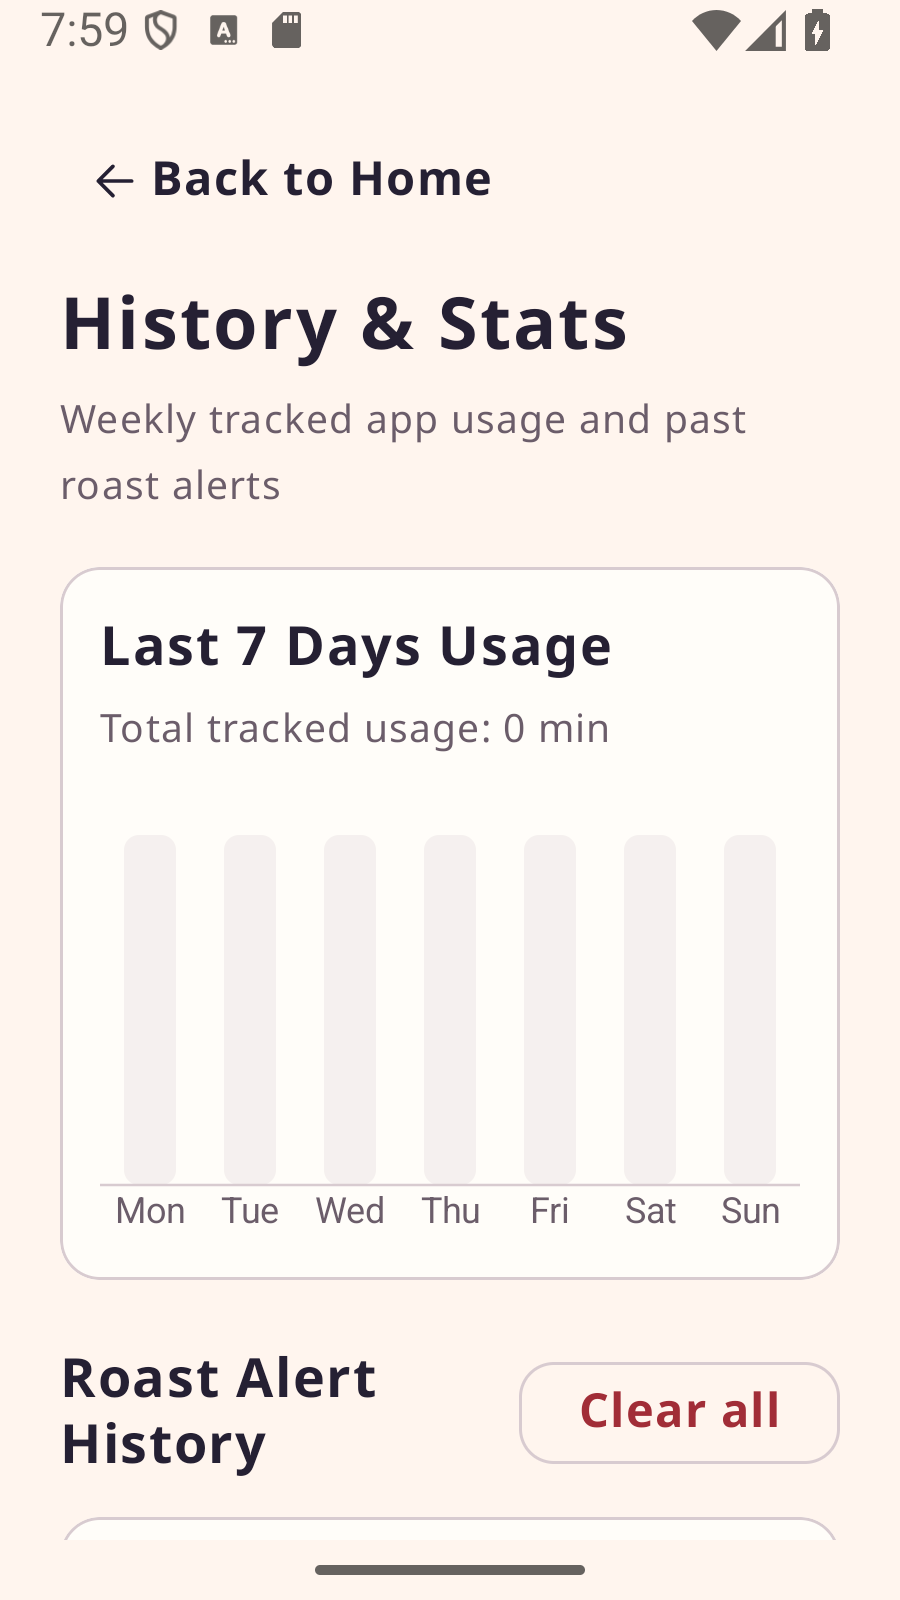 7:59
Back to Home
History & Stats
Weekly tracked app usage and past
roast alerts
Last 7 Days Usage
Total tracked usage: 0 min
Mon Tue Wed Thu Fri Sat Sun
Roast Alert
History
Clear all